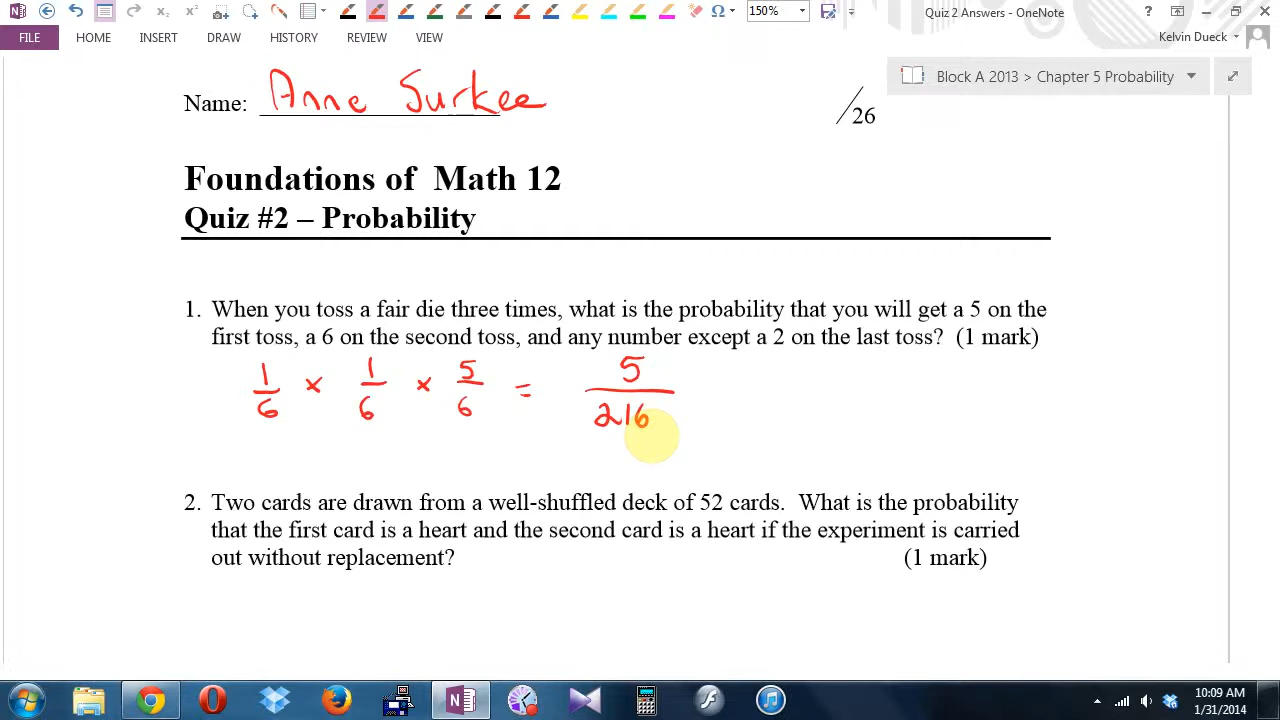 150%
Quiz 2 Answers - OneNote
?
FILE HOME INSERT DRAW HISTORY REVIEW VIEW
Kelvin Dueck
Block A 2013 > Chapter 5 Probability
Name: Anne Surkee
/26
Foundations of Math 12
Quiz #2 – Probability
1. When you toss a fair die three times, what is the probability that you will get a 5 on the
first toss, a 6 on the second toss, and any number except a 2 on the last toss? (1 mark)
1/6 × 1/6 × 5/6 = 5/216
2. Two cards are drawn from a well-shuffled deck of 52 cards. What is the probability
that the first card is a heart and the second card is a heart if the experiment is carried
out without replacement? (1 mark)
10:09 AM
1/31/2014